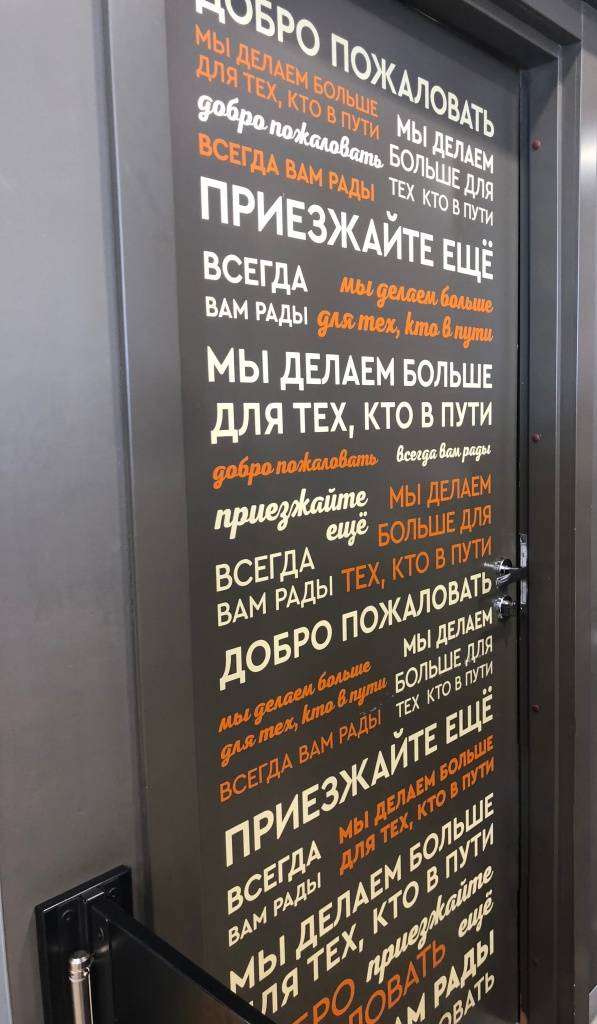 ДОБРО ПОЖАЛОВАТЬ
МЫ ДЕЛАЕМ БОЛЬШЕ
ДЛЯ ТЕХ, КТО В ПУТИ
добро пожаловать
ВСЕГДА ВАМ РАДЫ
МЫ ДЕЛАЕМ
БОЛЬШЕ ДЛЯ
ТЕХ КТО В ПУТИ
ПРИЕЗЖАЙТЕ ЕЩЁ
ВСЕГДА
ВАМ РАДЫ
мы делаем больше
для тех, кто в пути
МЫ ДЕЛАЕМ БОЛЬШЕ
ДЛЯ ТЕХ, КТО В ПУТИ
добро пожаловать
всегда вам рады
приезжайте
ещё
МЫ ДЕЛАЕМ
БОЛЬШЕ ДЛЯ
ТЕХ, КТО В ПУТИ
ВСЕГДА
ВАМ РАДЫ
ДОБРО ПОЖАЛОВАТЬ
мы делаем больше
для тех, кто в пути
МЫ ДЕЛАЕМ
БОЛЬШЕ ДЛЯ
ТЕХ КТО В ПУТИ
ВСЕГДА ВАМ РАДЫ
ПРИЕЗЖАЙТЕ ЕЩЁ
ВСЕГДА
ВАМ РАДЫ
МЫ ДЕЛАЕМ БОЛЬШЕ
ДЛЯ ТЕХ, КТО В ПУТИ
МЫ ДЕЛАЕМ БОЛЬШЕ
ДЛЯ ТЕХ, КТО В ПУТИ
приезжайте
ещё
ВАМ РАДЫ